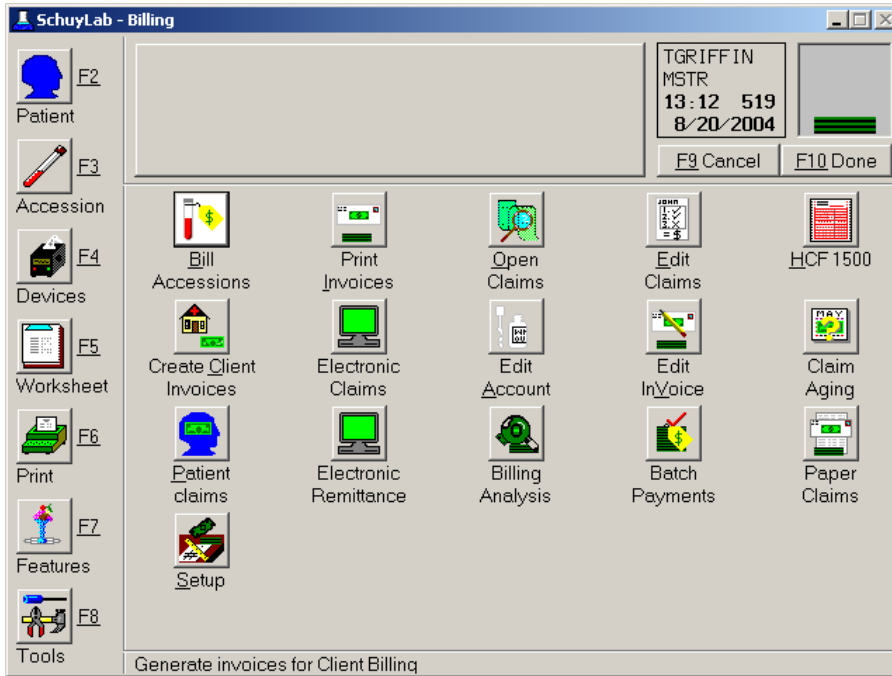 SchuyLab - Billing
F2
Patient
F3
Accession
F4
Devices
F5
Worksheet
F6
Print
F7
Features
F8
Tools
TGRIFFIN
MSTR
13:12 519
8/20/2004
F9 Cancel
F10 Done
Bill
Accessions
Print
Invoices
Open
Claims
JOHN
Edit
Claims
HCF 1500
Create Client
Invoices
Electronic
Claims
Edit
Account
Edit
InVoice
MAY
Claim
Aging
Patient
claims
Electronic
Remittance
Billing
Analysis
Batch
Payments
Paper
Claims
Setup
Generate invoices for Client Billing